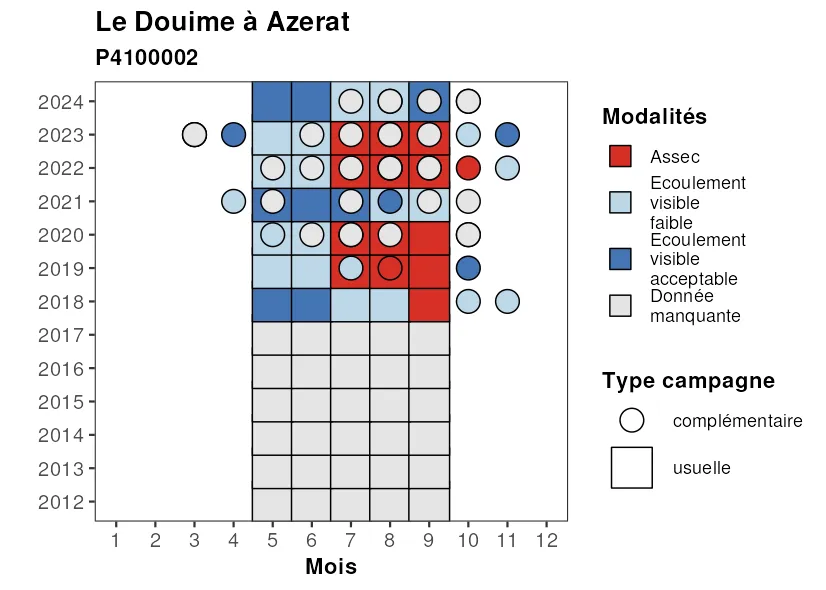 Le Douime à Azerat
P4100002
2024
2023
2022
2021
2020
2019
2018
2017
2016
2015
2014
2013
2012
1 2 3 4 5 6 7 8 9 10 11 12
Mois
Modalités
Assec
Ecoulement
visible
faible
Ecoulement
visible
acceptable
Donnée
manquante
Type campagne
complémentaire
usuelle